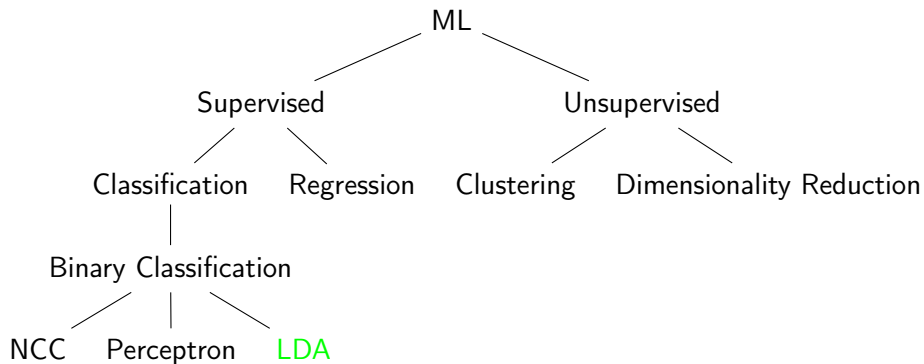 ML
Supervised Unsupervised
Classification Regression Clustering Dimensionality Reduction
Binary Classification
NCC Perceptron LDA